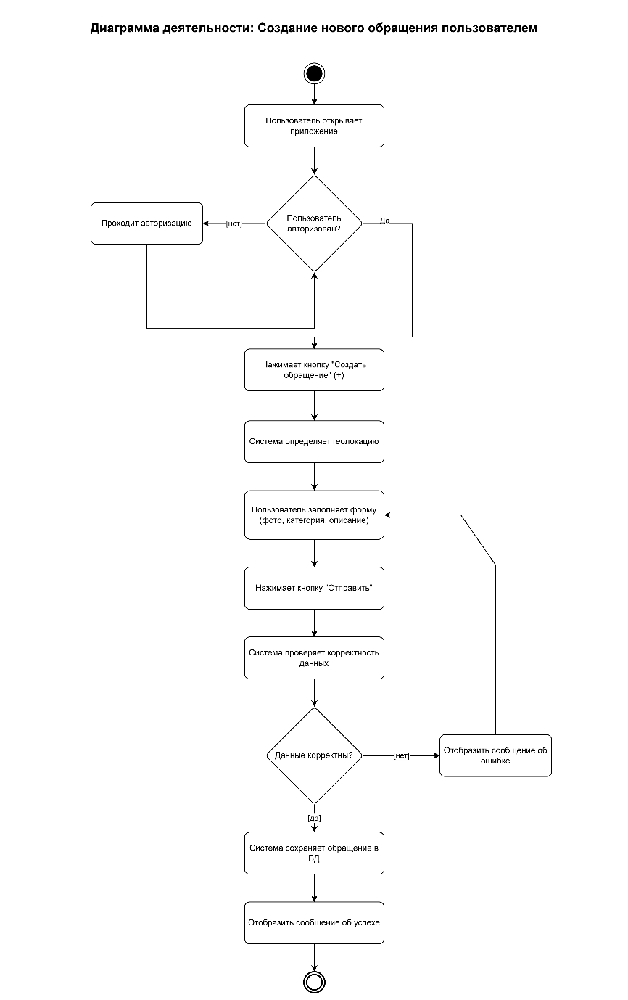 Диаграмма деятельности: Создание нового обращения пользователем
Пользователь открывает
приложение
Пользователь
авторизован?
[нет]
Да
Проходит авторизацию
Нажимает кнопку "Создать
обращение" (+)
Система определяет геолокацию
Пользователь заполняет форму
(фото, категория, описание)
Нажимает кнопку "Отправить"
Система проверяет корректность
данных
Данные корректны?
[нет]
Отобразить сообщение об
ошибке
[да]
Система сохраняет обращение в
БД
Отобразить сообщение об успехе